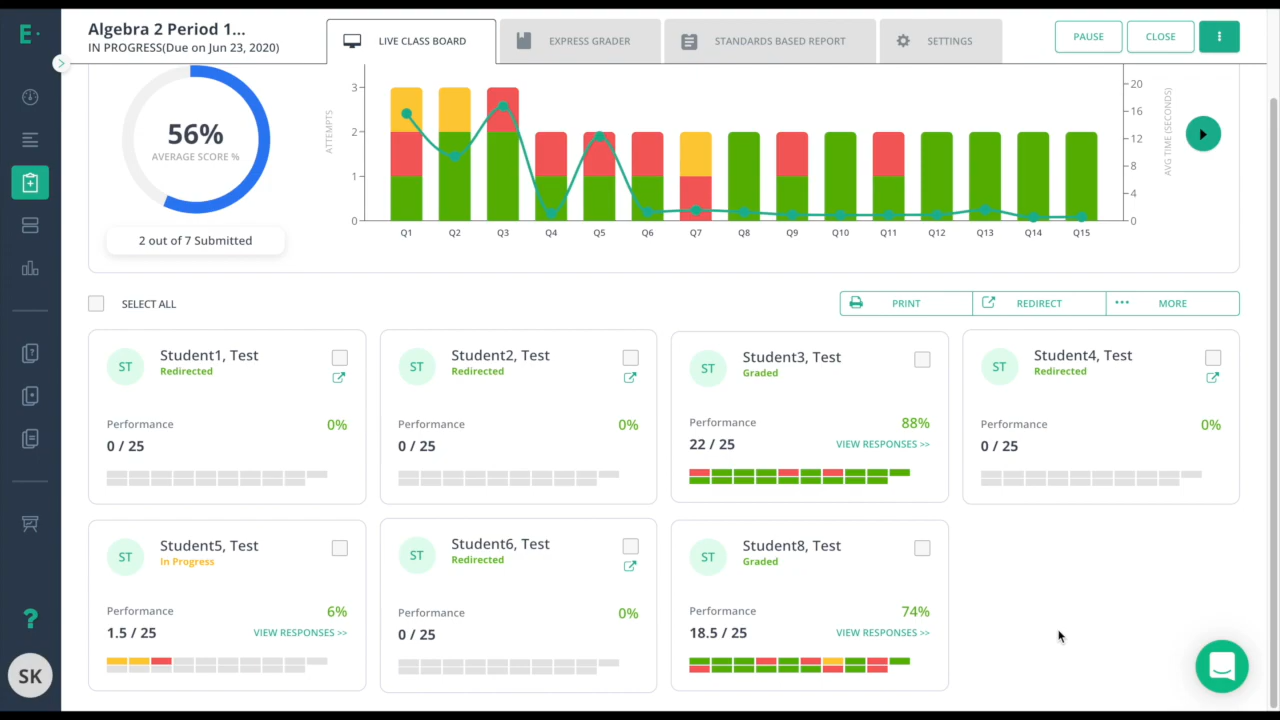 E
Algebra 2 Period 1...
IN PROGRESS(Due on Jun 23, 2020)
LIVE CLASS BOARD
EXPRESS GRADER
STANDARDS BASED REPORT
SETTINGS
PAUSE
CLOSE
56%
AVERAGE SCORE %
2 out of 7 Submitted
ATTEMPTS
3
2
1
0
Q1 Q2 Q3 Q4 Q5 Q6 Q7 Q8 Q9 Q10 Q11 Q12 Q13 Q14 Q15
20
16
12
8
4
0
AVG TIME (SECONDS)
SELECT ALL
PRINT
REDIRECT
MORE
ST
Student1, Test
Redirected
Performance
0%
0 / 25
ST
Student2, Test
Redirected
Performance
0%
0 / 25
ST
Student3, Test
Graded
Performance
88%
22 / 25
VIEW RESPONSES >>
ST
Student4, Test
Redirected
Performance
0%
0 / 25
ST
Student5, Test
In Progress
Performance
6%
1.5 / 25
VIEW RESPONSES >>
ST
Student6, Test
Redirected
Performance
0%
0 / 25
ST
Student8, Test
Graded
Performance
74%
18.5 / 25
VIEW RESPONSES >>
?
SK